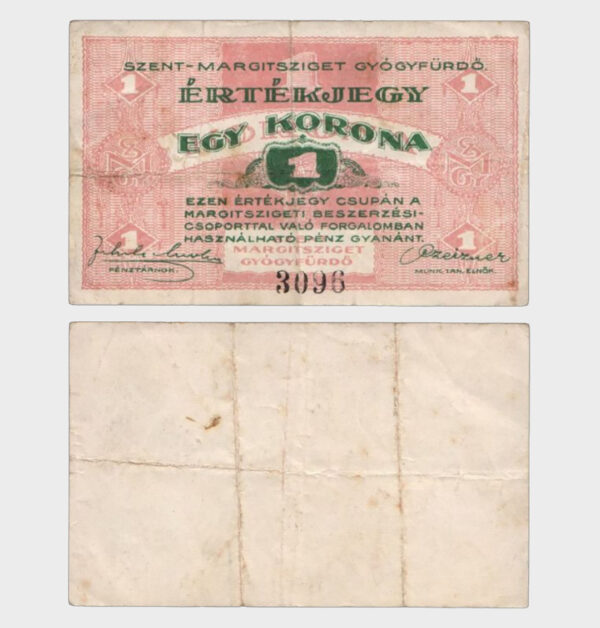 SZENT-MARGITSZIGET GYÓGYFÜRDŐ.
1 1
ÉRTÉKJEGY
EGY KORONA
1
EZEN ÉRTÉKJEGY CSUPÁN A
MARGITSZIGETI BESZERZÉSI-
CSOPORTTAL VALÓ FORGALOMBAN
HASZNÁLHATÓ PÉNZ GYANÁNT.
1 1
MARGITSZIGET
GYÓGYFÜRDŐ
PÉNZTÁRNOK. MUNK. TAN. ELNÖK.
3096